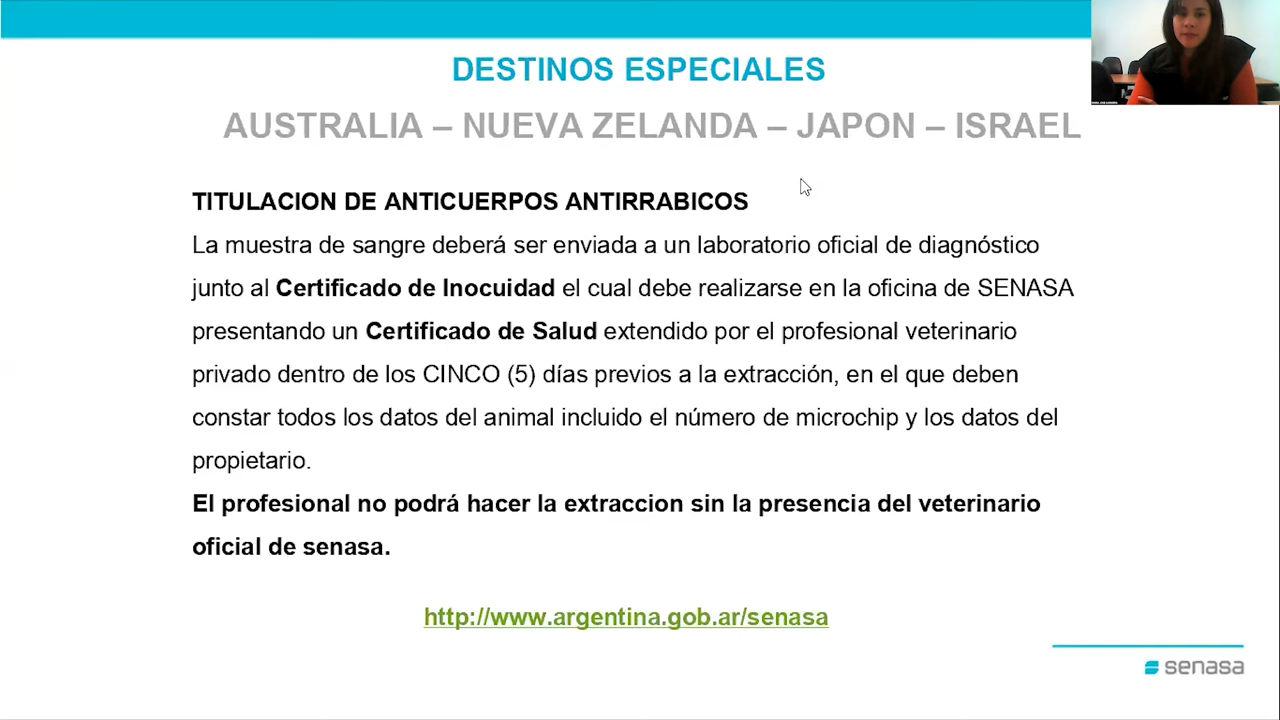 DESTINOS ESPECIALES
AUSTRALIA – NUEVA ZELANDA – JAPON – ISRAEL
TITULACION DE ANTICUERPOS ANTIRRABICOS
La muestra de sangre deberá ser enviada a un laboratorio oficial de diagnóstico
junto al Certificado de Inocuidad el cual debe realizarse en la oficina de SENASA
presentando un Certificado de Salud extendido por el profesional veterinario
privado dentro de los CINCO (5) días previos a la extracción, en el que deben
constar todos los datos del animal incluido el número de microchip y los datos del
propietario.
El profesional no podrá hacer la extraccion sin la presencia del veterinario
oficial de senasa.
http://www.argentina.gob.ar/senasa
senasa